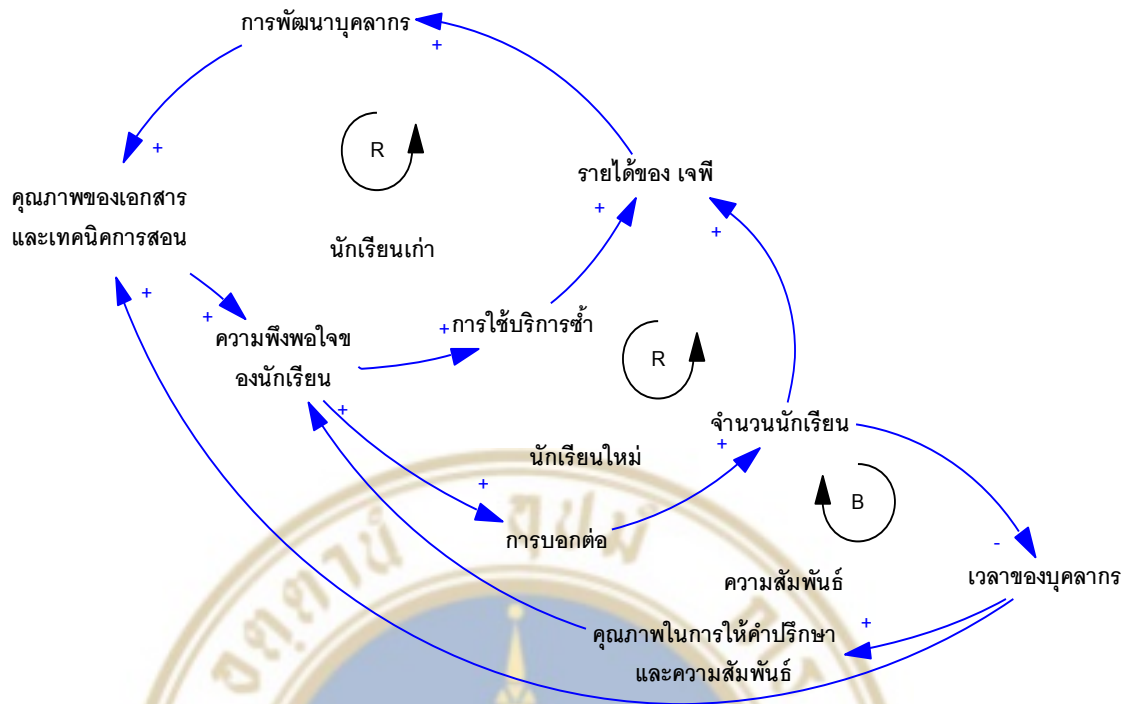 การพัฒนาบุคลากร
+
+
R
รายได้ของ เจพี
คุณภาพของเอกสาร
และเทคนิคการสอน
+
+
นักเรียนเก่า
+
+
ความพึงพอใจข
องนักเรียน
+
การใช้บริการซ้ำ
R
+
จำนวนนักเรียน
+
นักเรียนใหม่
+
B
การบอกต่อ
-
เวลาของบุคลากร
ความสัมพันธ์
+
คุณภาพในการให้คำปรึกษา
และความสัมพันธ์